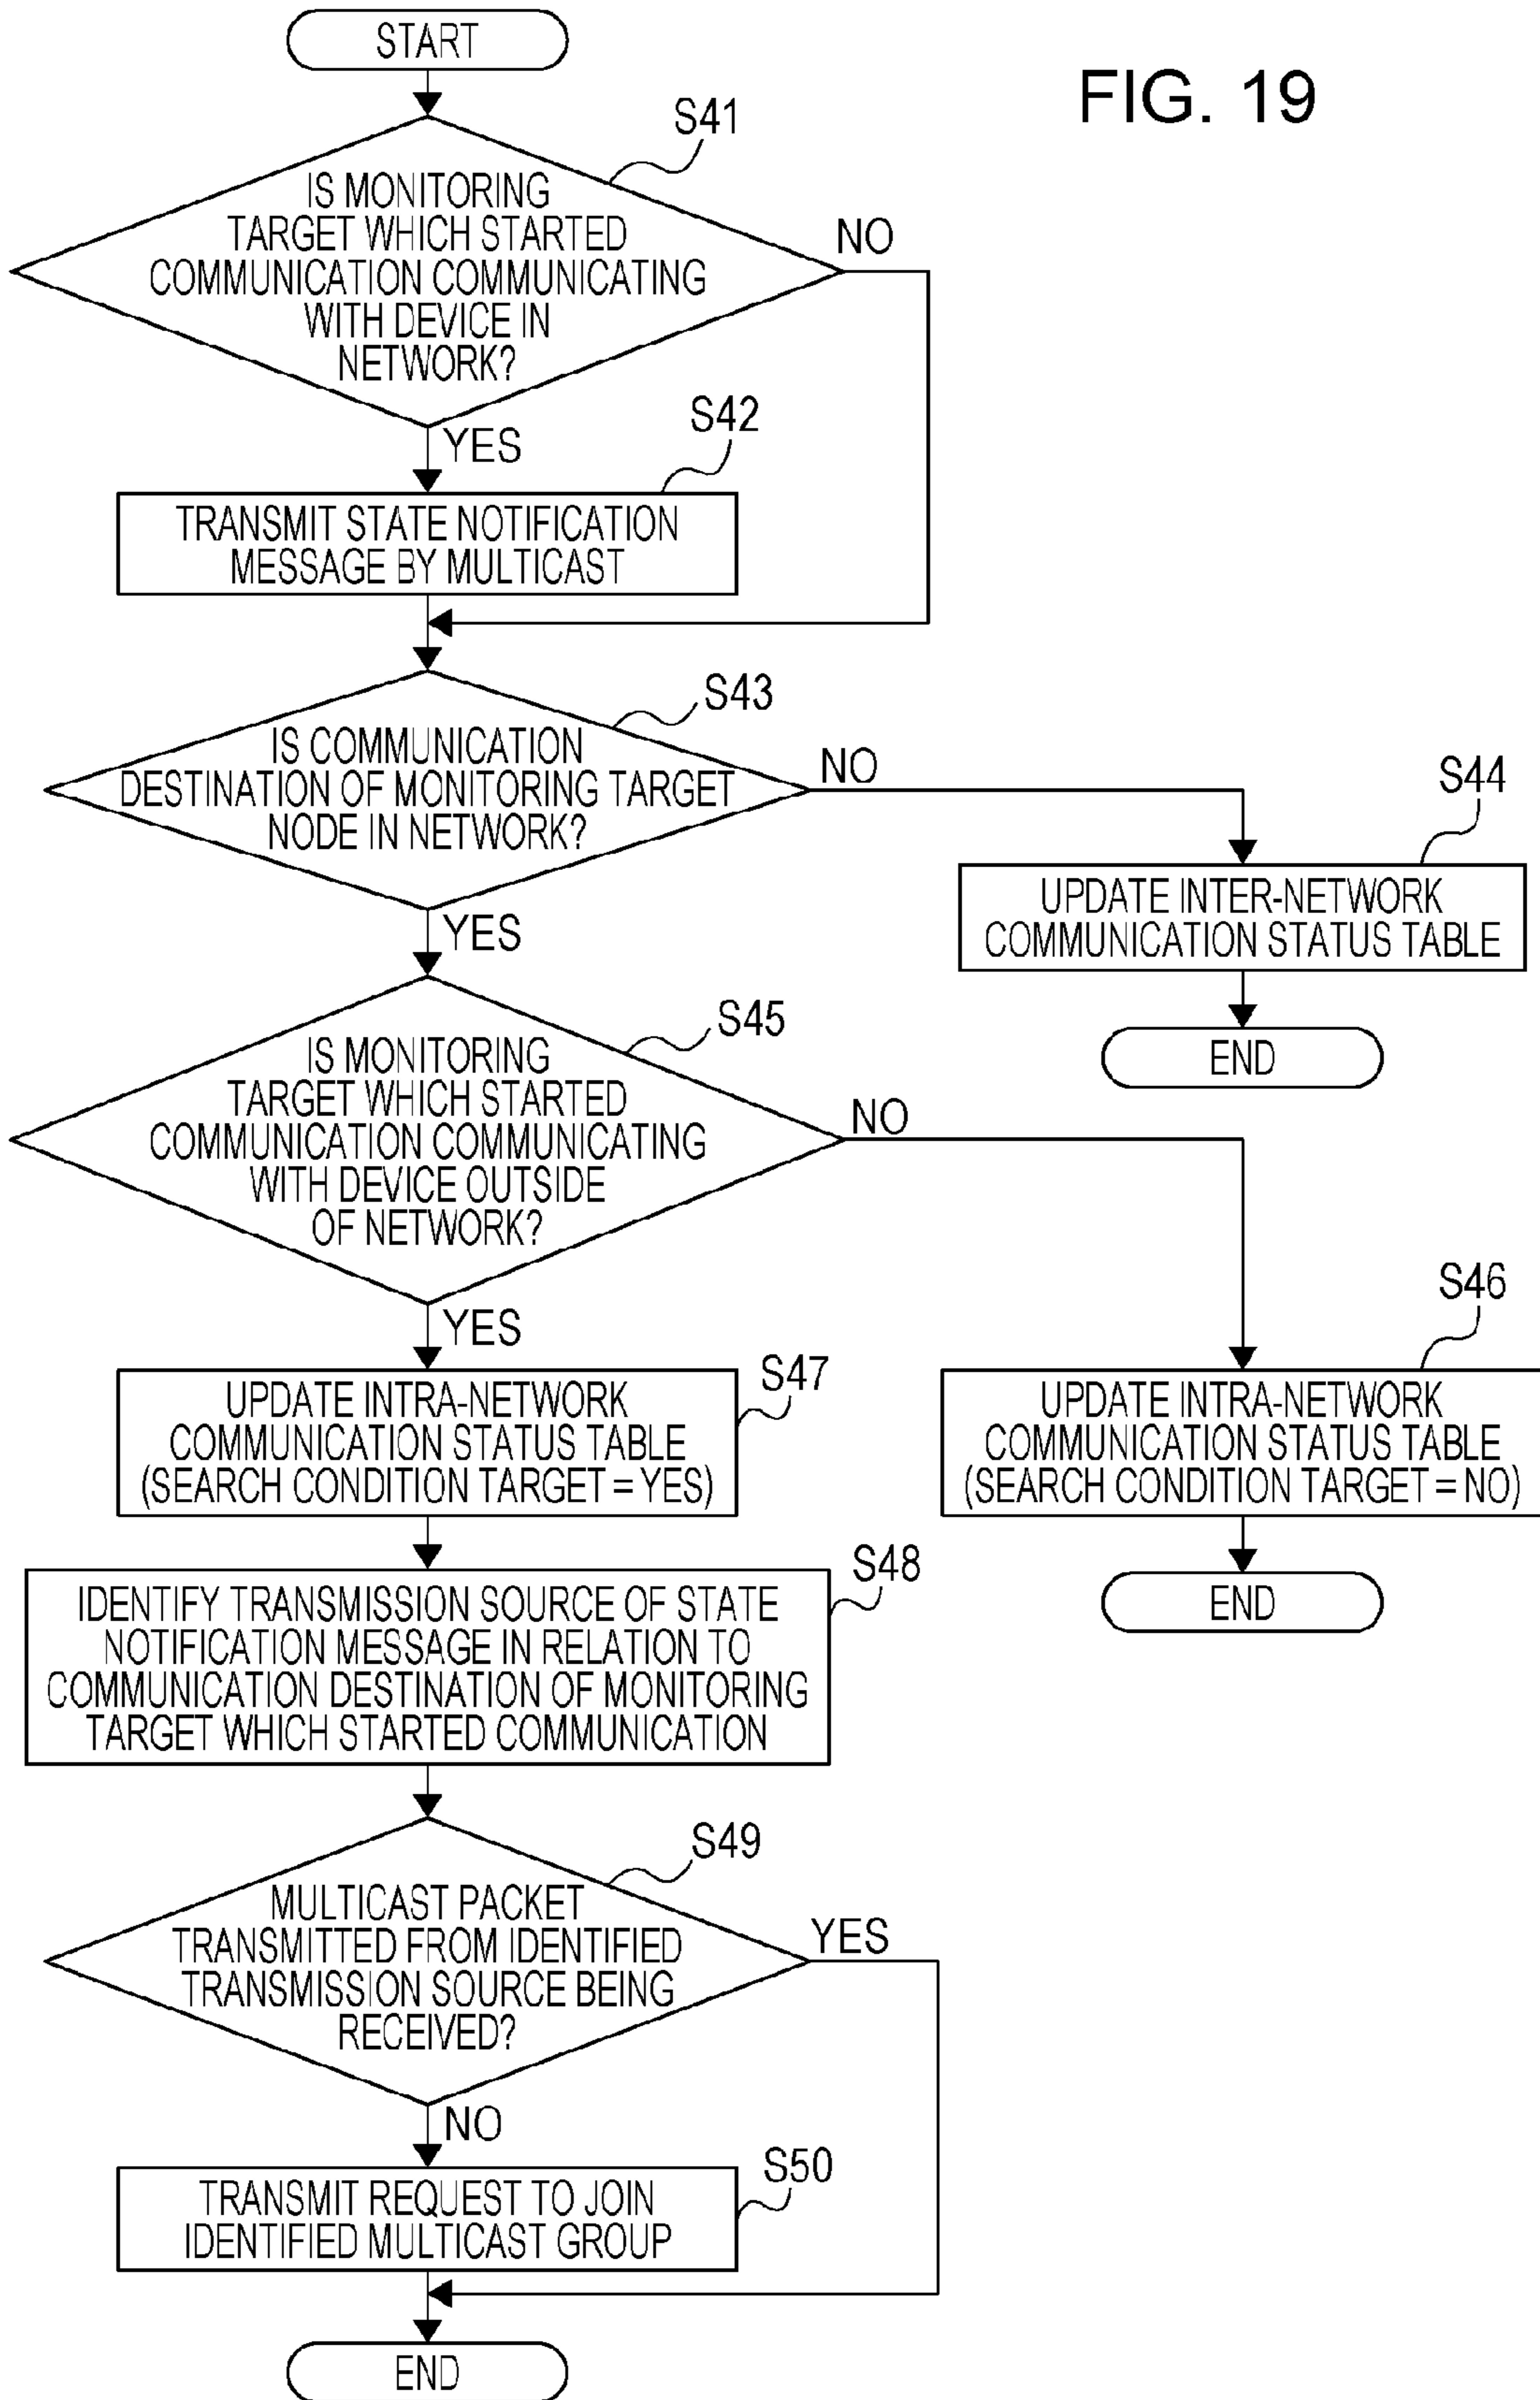 START
FIG. 19
S41
IS MONITORING
TARGET WHICH STARTED
COMMUNICATION COMMUNICATING
WITH DEVICE IN
NETWORK?
NO
YES
S42
TRANSMIT STATE NOTIFICATION
MESSAGE BY MULTICAST
S43
IS COMMUNICATION
DESTINATION OF MONITORING TARGET
NODE IN NETWORK?
NO
YES
S44
UPDATE INTER-NETWORK
COMMUNICATION STATUS TABLE
END
S45
IS MONITORING
TARGET WHICH STARTED
COMMUNICATION COMMUNICATING
WITH DEVICE OUTSIDE
OF NETWORK?
NO
YES
S46
UPDATE INTRA-NETWORK
COMMUNICATION STATUS TABLE
(SEARCH CONDITION TARGET = NO)
END
S47
UPDATE INTRA-NETWORK
COMMUNICATION STATUS TABLE
(SEARCH CONDITION TARGET = YES)
S48
IDENTIFY TRANSMISSION SOURCE OF STATE
NOTIFICATION MESSAGE IN RELATION TO
COMMUNICATION DESTINATION OF MONITORING
TARGET WHICH STARTED COMMUNICATION
S49
MULTICAST PACKET
TRANSMITTED FROM IDENTIFIED
TRANSMISSION SOURCE BEING
RECEIVED?
YES
NO
S50
TRANSMIT REQUEST TO JOIN
IDENTIFIED MULTICAST GROUP
END